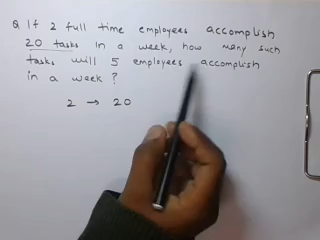 Q If 2 full time employees accomplish
20 tasks in a week, how many such
tasks will 5 employees accomplish
in a week ?
2 → 20